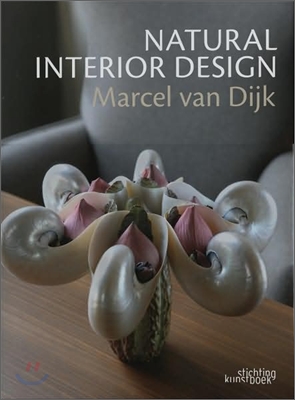 NATURAL
INTERIOR DESIGN
Marcel van Dijk
stichting
kunstboek